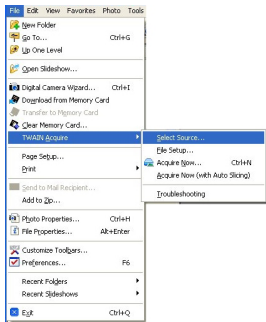 File Edit View Favorites Photo Tools
New Folder
Go To... Ctrl+G
Up One Level
Open Slideshow...
Digital Camera Wizard... Ctrl+I
Download from Memory Card
Transfer to Memory Card
Clear Memory Card...
TWAIN Acquire
Select Source...
File Setup...
Acquire Now... Ctrl+N
Acquire Now (with Auto Slicing)
Troubleshooting
Page Setup...
Print
Send to Mail Recipient...
Add to Zip...
Photo Properties... Ctrl+H
File Properties... Alt+Enter
Customize Toolbars...
Preferences... F6
Recent Folders
Recent Slideshows
Exit Ctrl+Q